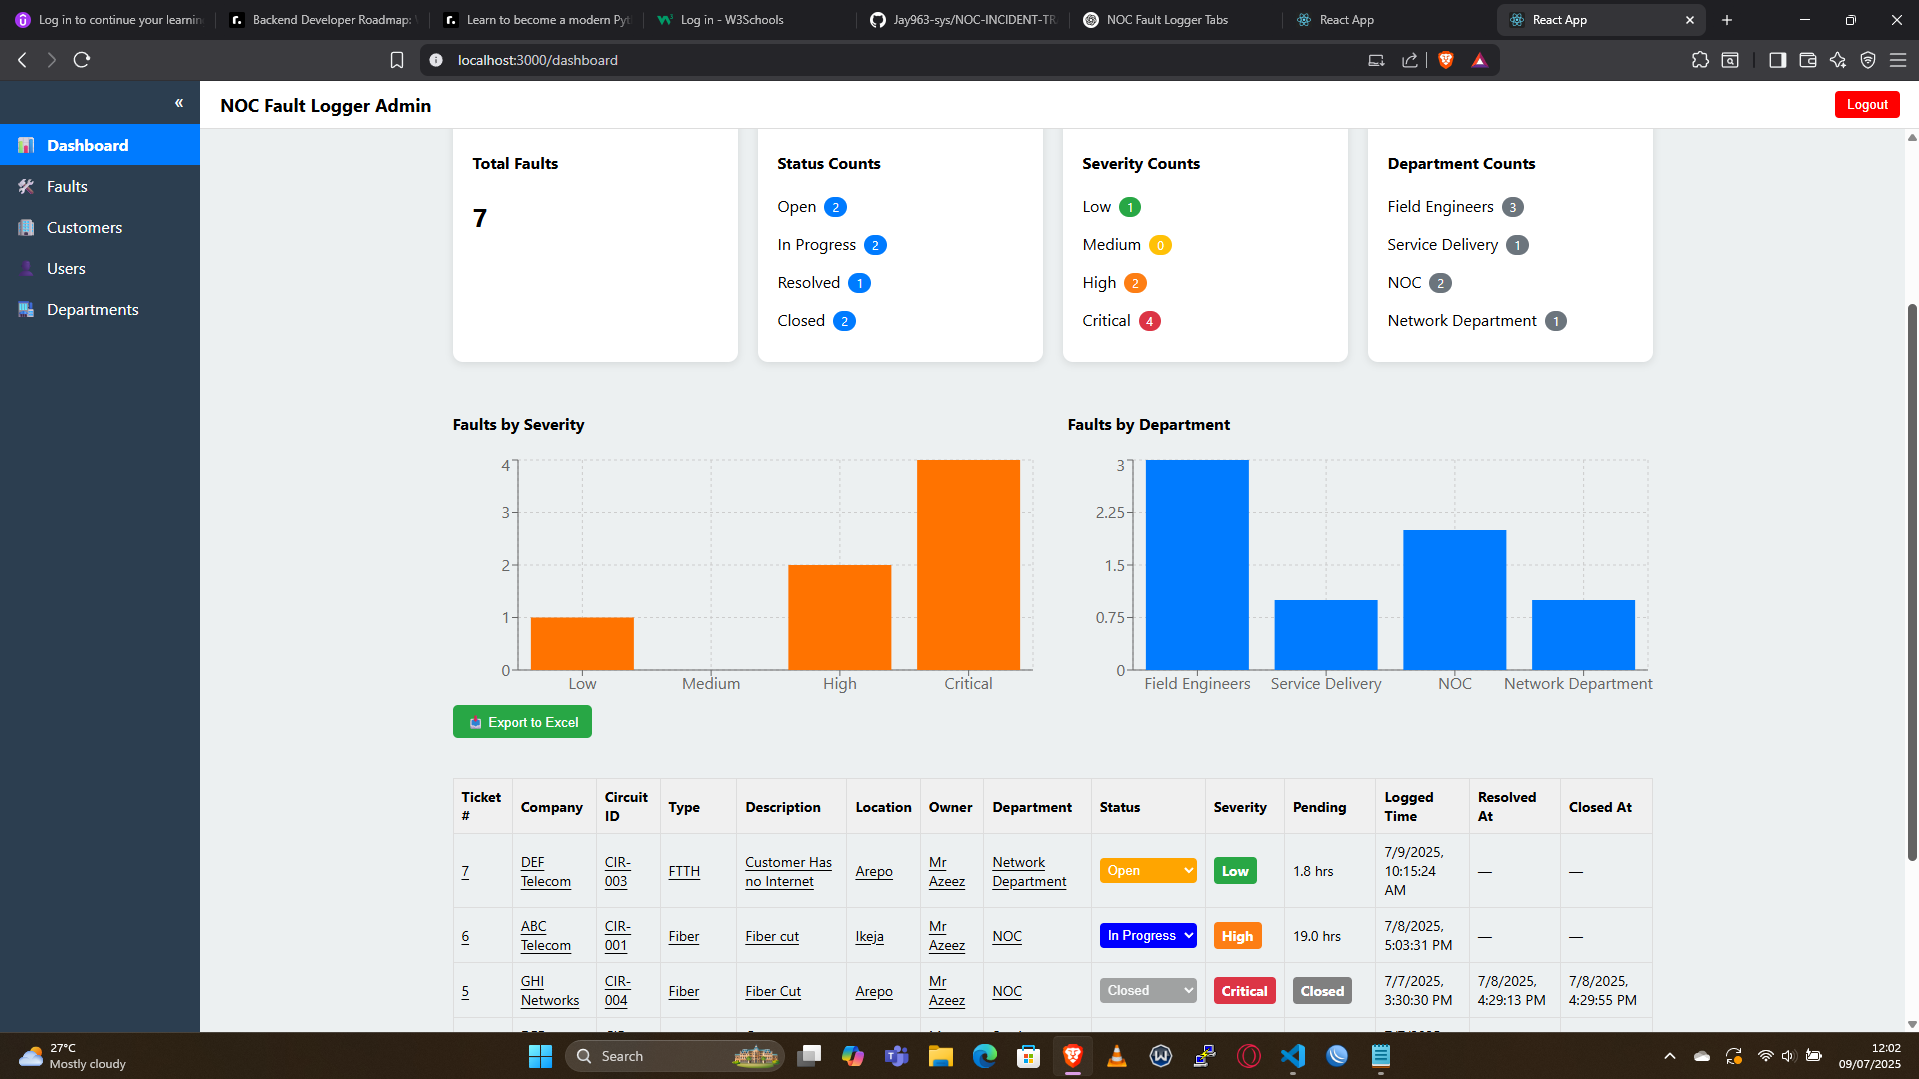 Log in to continue your learnin
Backend Developer Roadmap:
Learn to become a modern Pyt
Log in - W3Schools
Jay963-sys/NOC-INCIDENT-TR
NOC Fault Logger Tabs
React App
React App
localhost:3000/dashboard
«
NOC Fault Logger Admin
Logout
Dashboard
Faults
Customers
Users
Departments
Total Faults
7
Status Counts
Open 2
In Progress 2
Resolved 1
Closed 2
Severity Counts
Low 1
Medium 0
High 2
Critical 4
Department Counts
Field Engineers 3
Service Delivery 1
NOC 2
Network Department 1
Faults by Severity
4
3
2
1
0
Low Medium High Critical
Faults by Department
3
2.25
1.5
0.75
0
Field Engineers Service Delivery NOC Network Department
Export to Excel
Ticket # Company Circuit ID Type Description Location Owner Department Status Severity Pending Logged Time Resolved At Closed At
7 DEF Telecom CIR-003 FTTH Customer Has no Internet Arepo Mr Azeez Network Department Open Low 1.8 hrs 7/9/2025, 10:15:24 AM — —
6 ABC Telecom CIR-001 Fiber Fiber cut Ikeja Mr Azeez NOC In Progress High 19.0 hrs 7/8/2025, 5:03:31 PM — —
5 GHI Networks CIR-004 Fiber Fiber Cut Arepo Mr Azeez NOC Closed Critical Closed 7/7/2025, 3:30:30 PM 7/8/2025, 4:29:13 PM 7/8/2025, 4:29:55 PM
27°C
Mostly cloudy
Search
12:02
09/07/2025